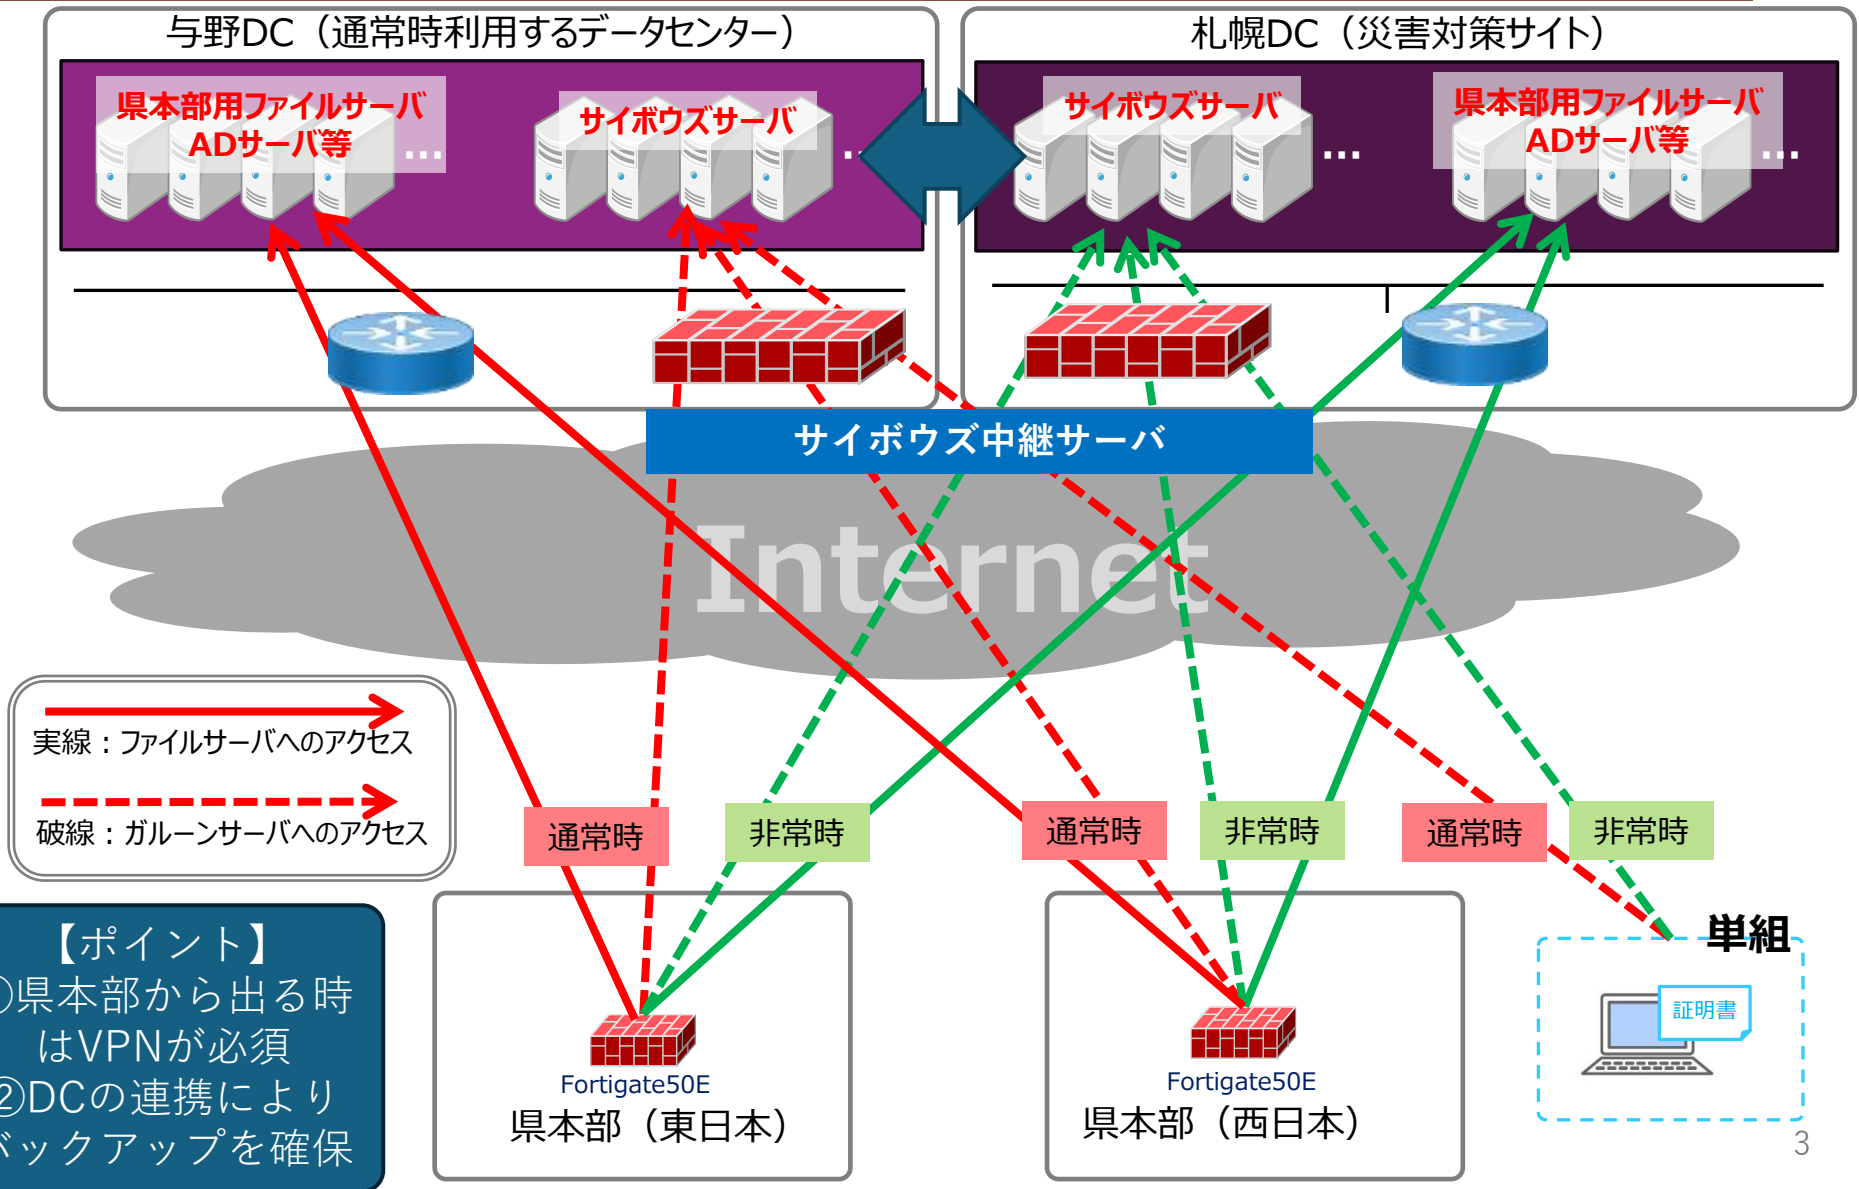 与野DC（通常時利用するデータセンター）
札幌DC（災害対策サイト）
県本部用ファイルサーバ
ADサーバ等
...
サイボウズサーバ
...
サイボウズサーバ
...
県本部用ファイルサーバ
ADサーバ等
...
サイボウズ中継サーバ
Internet
実線：ファイルサーバへのアクセス
破線：ガルーンサーバへのアクセス
通常時
非常時
通常時
非常時
通常時
非常時
【ポイント】
県本部から出る時
はVPNが必須
②DCの連携により
バックアップを確保
Fortigate50E
県本部（東日本）
Fortigate50E
県本部（西日本）
単組
証明書
3